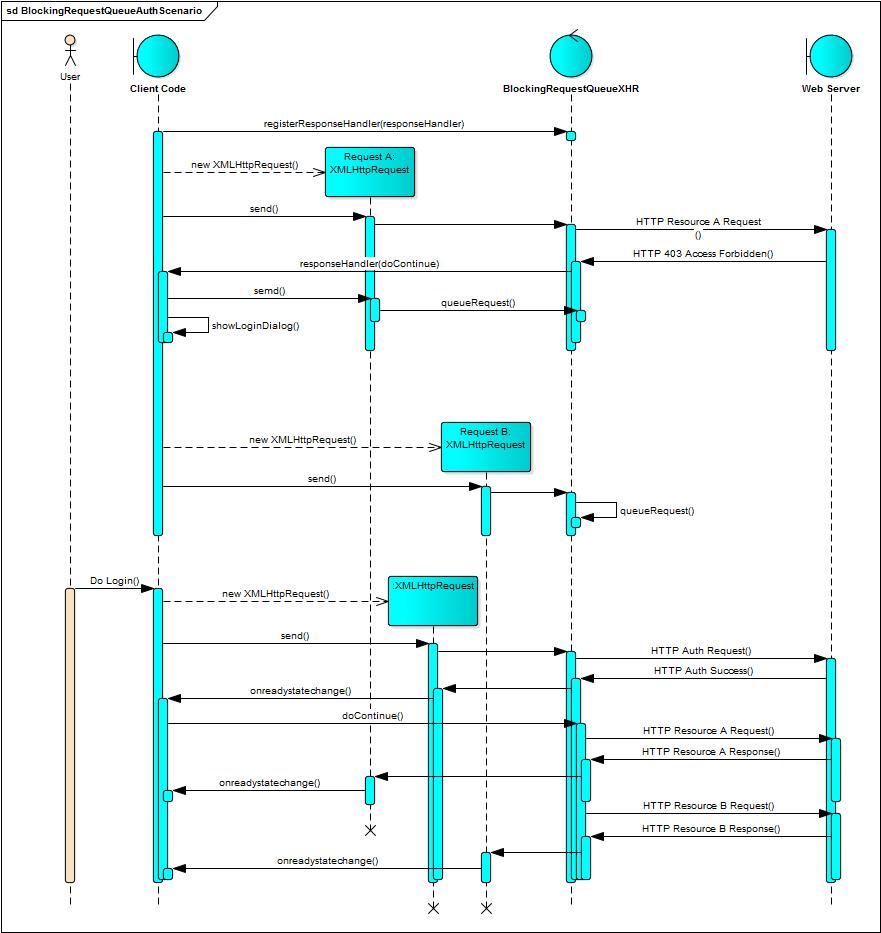 sd BlockingRequestQueueAuthScenario
User
Client Code
BlockingRequestQueueXHR
Web Server
registerResponseHandler(responseHandler)
new XMLHttpRequest()
Request A:
XMLHttpRequest
send()
HTTP Resource A Request
()
HTTP 403 Access Forbidden()
responseHandler(doContinue)
semd()
queueRequest()
showLoginDialog()
new XMLHttpRequest()
Request B:
XMLHttpRequest
send()
queueRequest()
Do Login()
new XMLHttpRequest()
:XMLHttpRequest
send()
HTTP Auth Request()
HTTP Auth Success()
onreadystatechange()
doContinue()
HTTP Resource A Request()
HTTP Resource A Response()
onreadystatechange()
HTTP Resource B Request()
HTTP Resource B Response()
onreadystatechange()